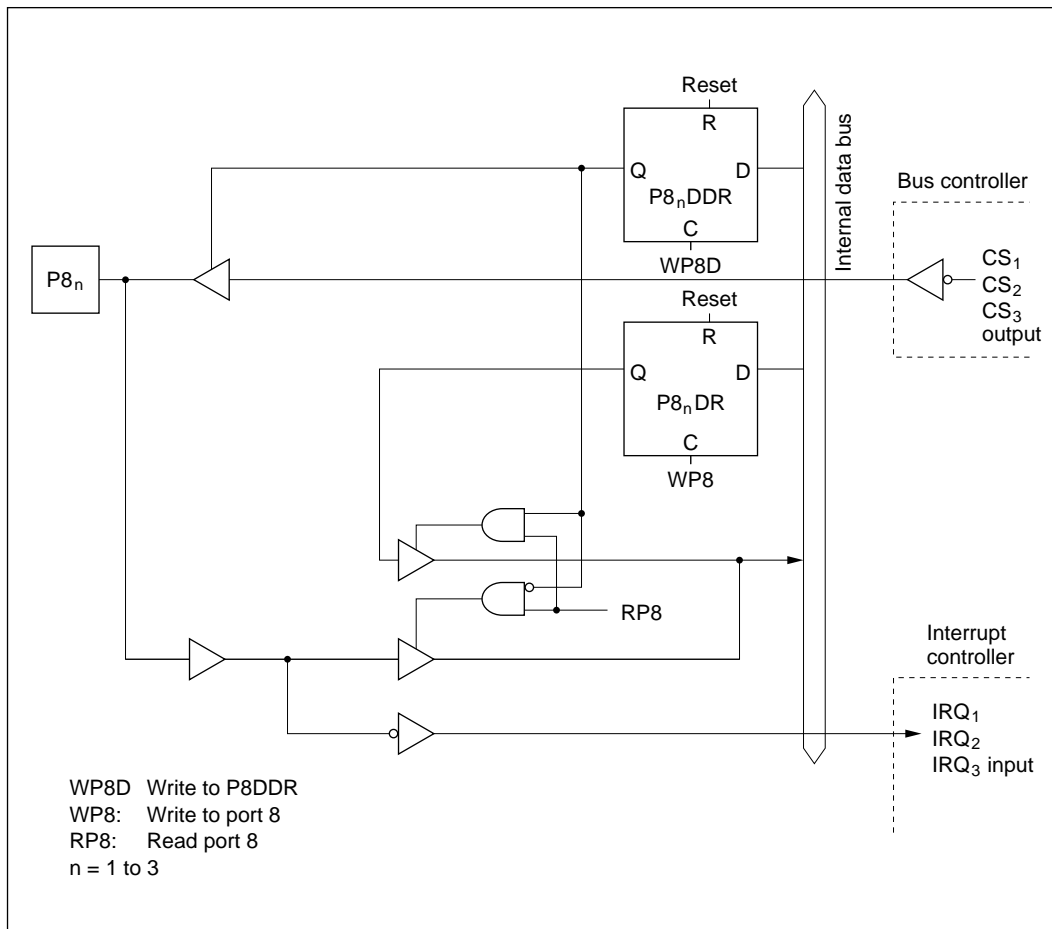 Reset
R
Q
D
P8nDDR
C
WP8D
Internal data bus
Bus controller
CS1
CS2
CS3
output
P8n
Reset
R
Q
D
P8nDR
C
WP8
RP8
Interrupt
controller
IRQ1
IRQ2
IRQ3 input
WP8D Write to P8DDR
WP8: Write to port 8
RP8: Read port 8
n = 1 to 3